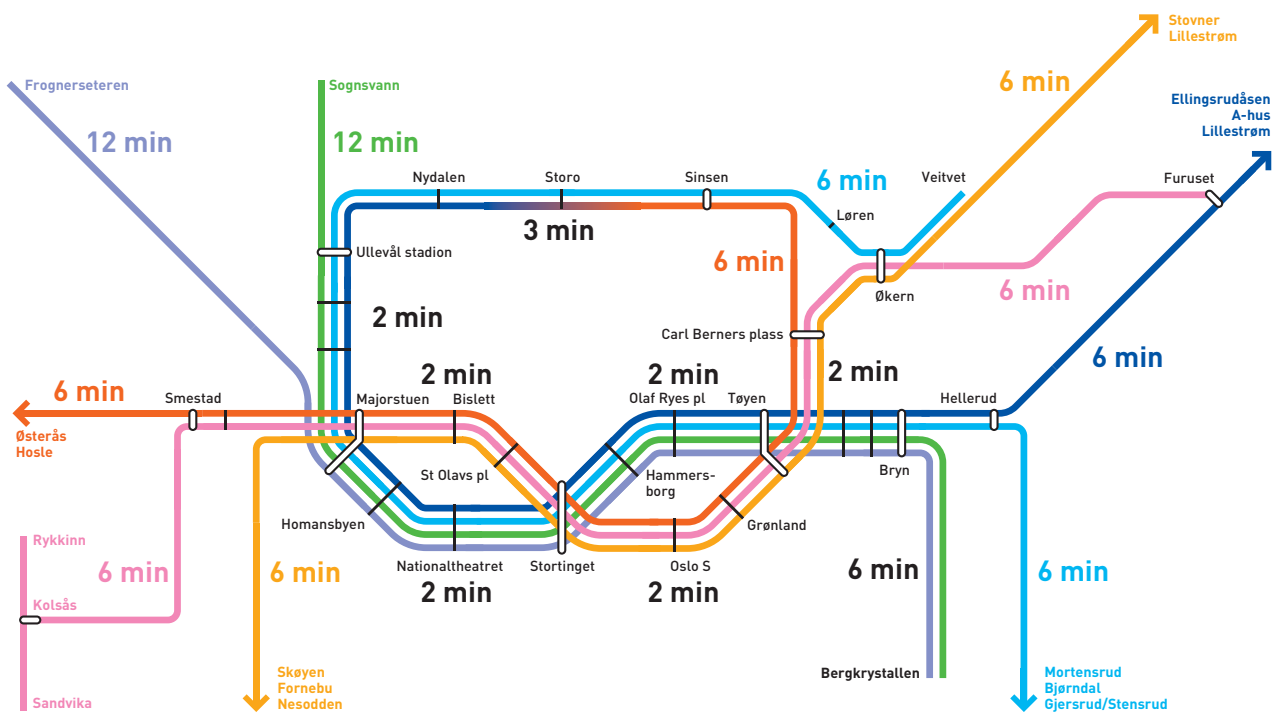 Stovner
Lillestrøm
6 min
Frognerseteren
Sognsvann
Ellingsrudåsen
A-hus
Lillestrøm
12 min
12 min
Nydalen
Storo
Sinsen
6 min
Veitvet
Furuset
Løren
3 min
Ullevål stadion
6 min
Økern
6 min
2 min
Carl Berners plass
6 min
2 min
2 min
2 min
6 min
Smestad
Majorstuen
Bislett
Olaf Ryes pl
Tøyen
Hellerud
Østerås
Hosle
St Olavs pl
Hammers-
borg
Bryn
Homansbyen
Grønland
Rykkinn
Nationaltheatret
Stortinget
Oslo S
6 min
6 min
2 min
2 min
6 min
6 min
Kolsås
Skøyen
Fornebu
Nesodden
Bergkrystallen
Mortensrud
Bjørndal
Gjersrud/Stensrud
Sandvika